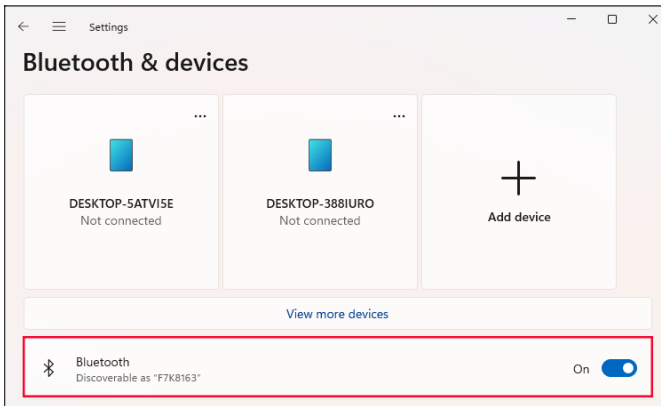 Settings
Bluetooth & devices
DESKTOP-5ATVI5E
Not connected
DESKTOP-388IURO
Not connected
Add device
View more devices
Bluetooth
Discoverable as "F7K8163"
On